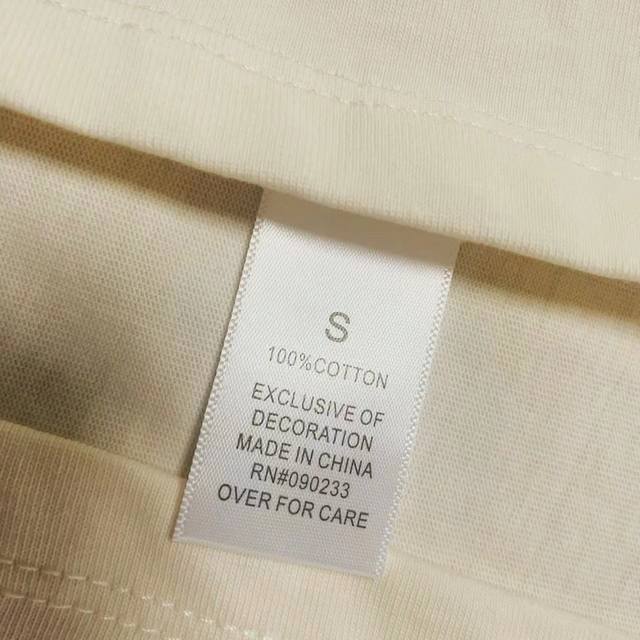 S
100%COTTON
EXCLUSIVE OF
DECORATION
MADE IN CHINA
RN#090233
OVER FOR CARE